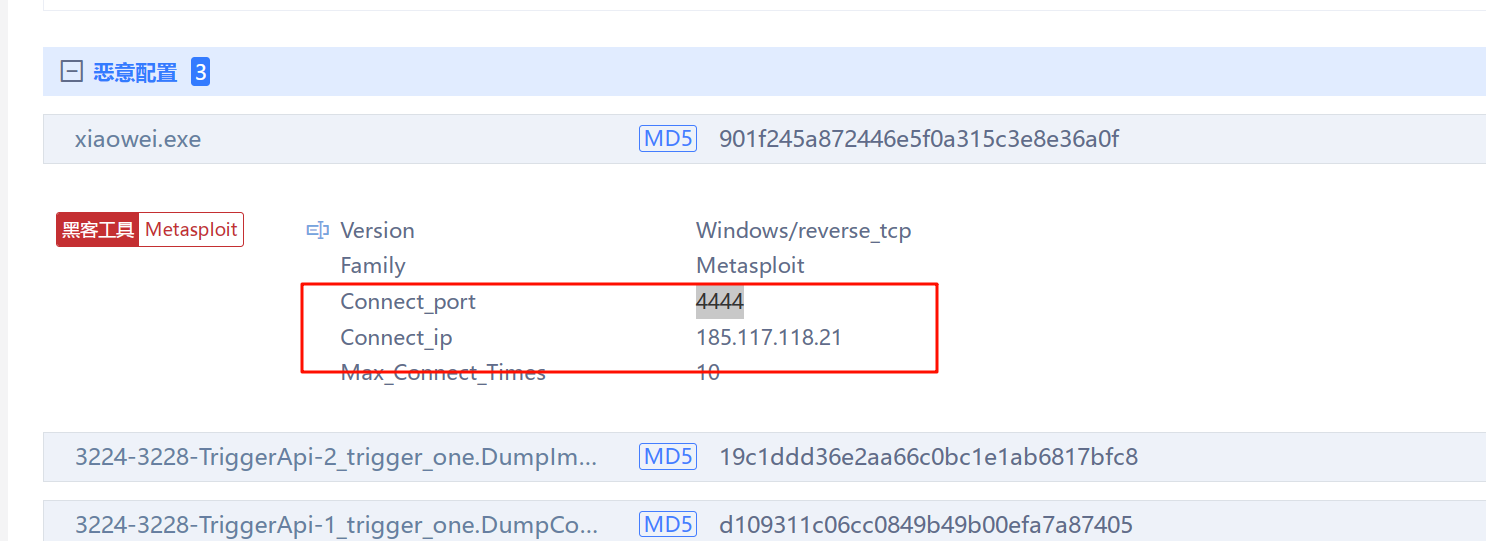 恶意配置 3
xiaowei.exe MD5 901f245a872446e5f0a315c3e8e36a0f
黑客工具 Metasploit Version Windows/reverse_tcp
Family Metasploit
Connect_port 4444
Connect_ip 185.117.118.21
Max_Connect_Times 10
3224-3228-TriggerApi-2_trigger_one.DumpIm... MD5 19c1ddd36e2aa66c0bc1e1ab6817bfc8
3224-3228-TriggerApi-1_trigger_one.DumpCo... MD5 d109311c06cc0849b49b00efa7a87405